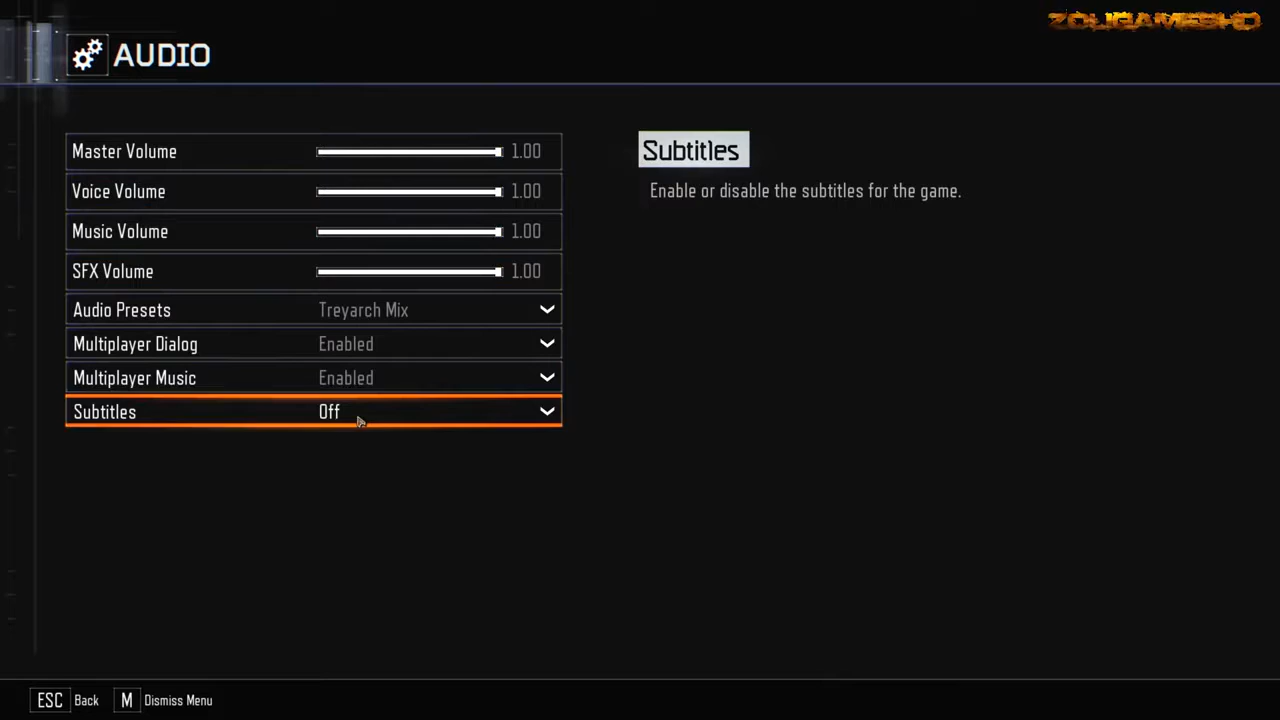 ZOUGAMESHD
AUDIO
Master Volume 1.00
Voice Volume 1.00
Music Volume 1.00
SFX Volume 1.00
Audio Presets Treyarch Mix
Multiplayer Dialog Enabled
Multiplayer Music Enabled
Subtitles Off
Subtitles
Enable or disable the subtitles for the game.
ESC Back M Dismiss Menu